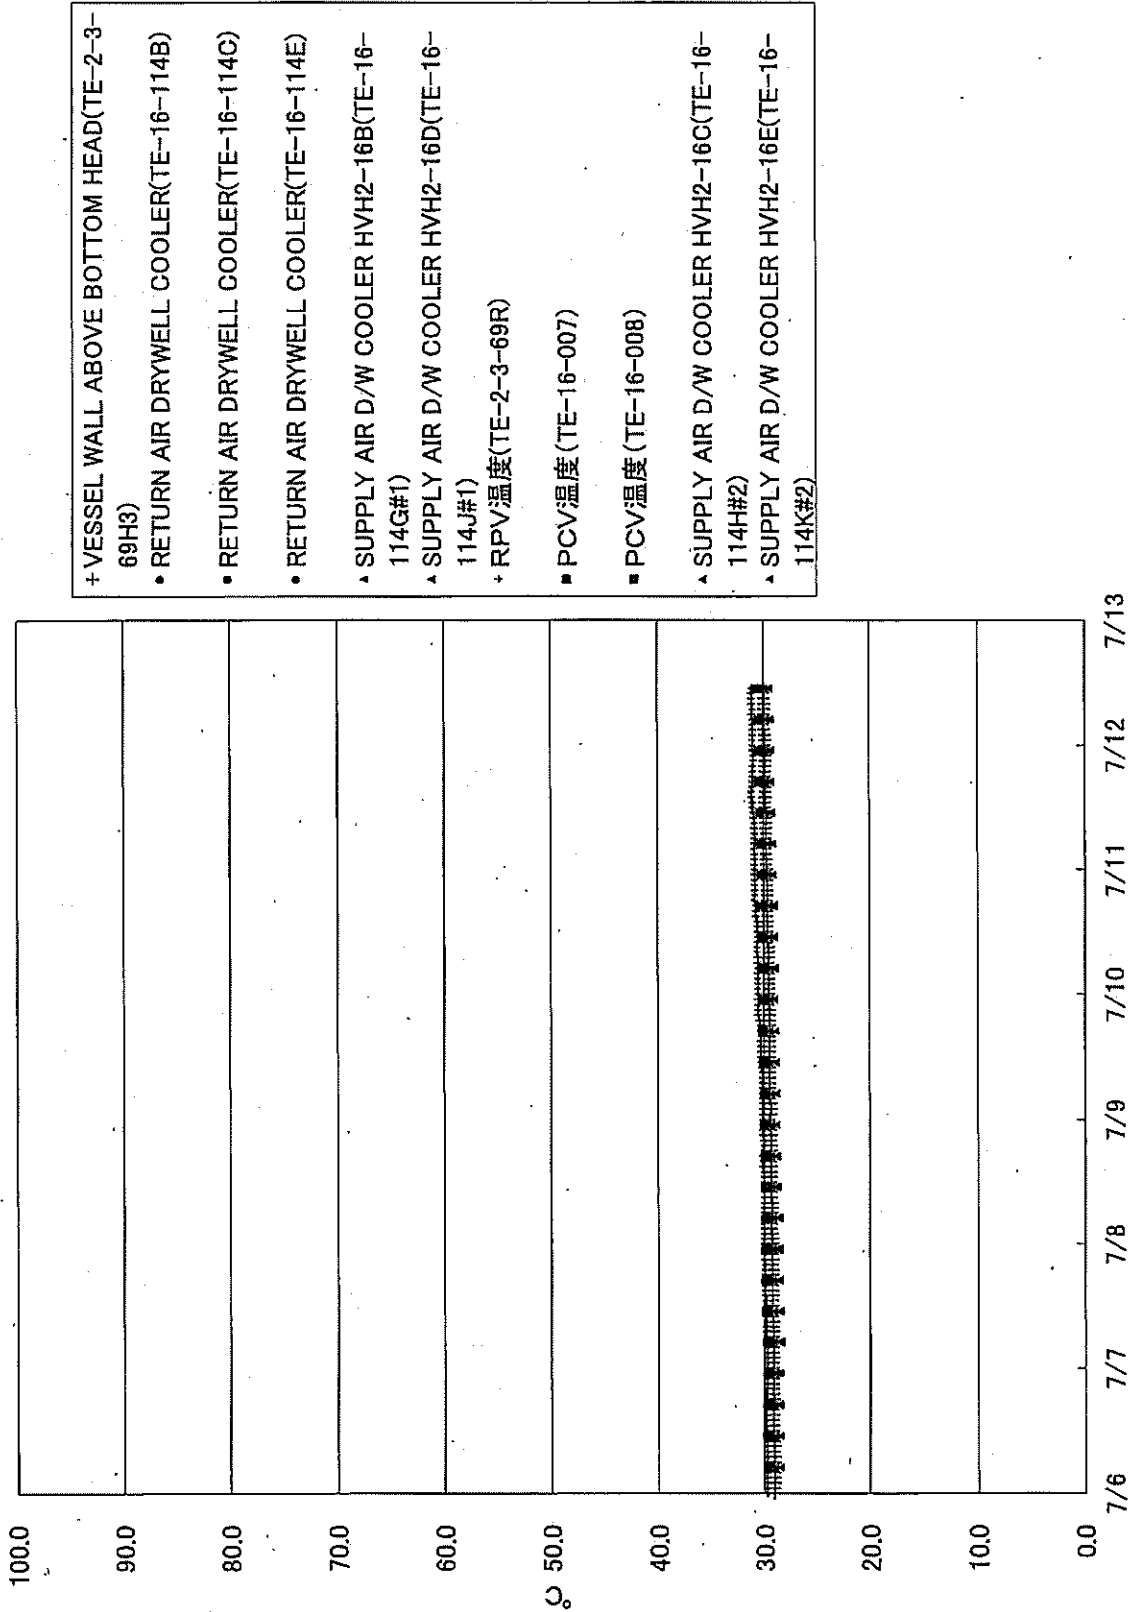 100.0
90.0
80.0
70.0
60.0
50.0
40.0
30.0
20.0
10.0
0.0
℃
7/6
7/7
7/8
7/9
7/10
7/11
7/12
7/13
+ VESSEL WALL ABOVE BOTTOM HEAD(TE-2-3-
69H3)
• RETURN AIR DRYWELL COOLER(TE-16-114B)
• RETURN AIR DRYWELL COOLER(TE-16-114C)
• RETURN AIR DRYWELL COOLER(TE-16-114E)
▲ SUPPLY AIR D/W COOLER HVH2-16B(TE-16-
114G#1)
▲ SUPPLY AIR D/W COOLER HVH2-16D(TE-16-
114J#1)
+ RPV温度(TE-2-3-69R)
■ PCV温度(TE-16-007)
■ PCV温度(TE-16-008)
▲ SUPPLY AIR D/W COOLER HVH2-16C(TE-16-
114H#2)
▲ SUPPLY AIR D/W COOLER HVH2-16E(TE-16-
114K#2)